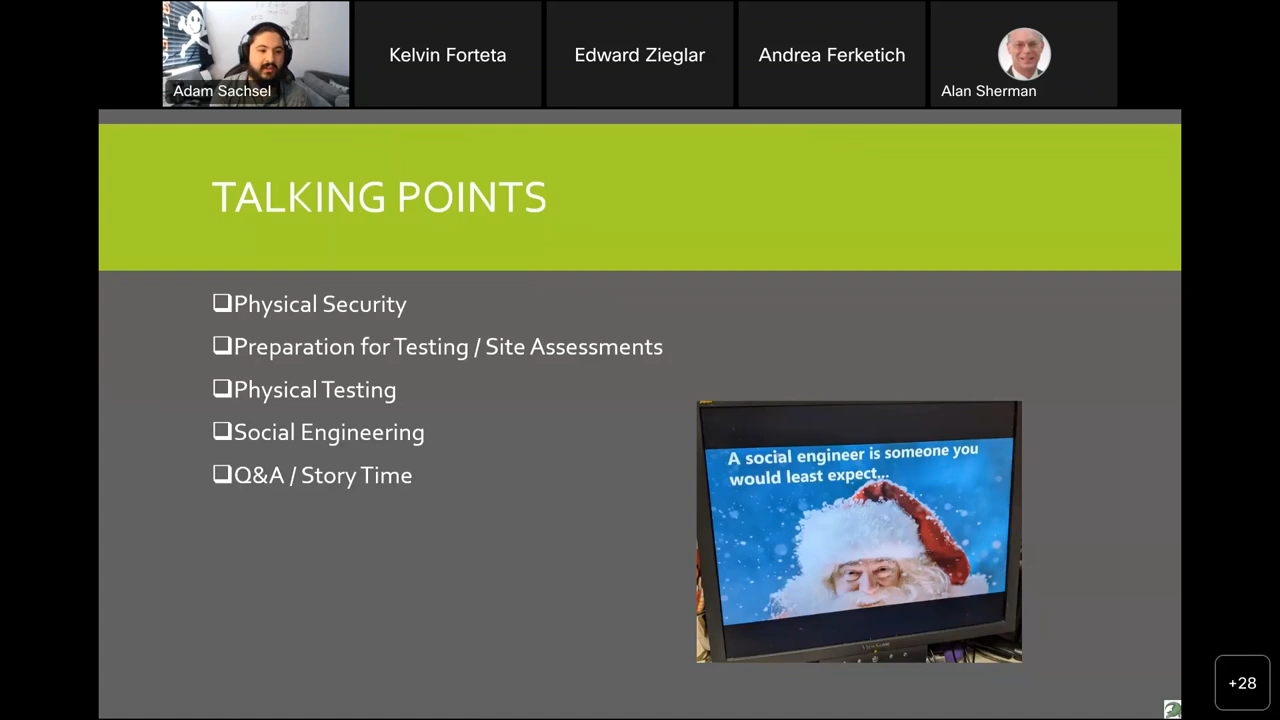 Adam Sachsel
Kelvin Forteta
Edward Zieglar
Andrea Ferketich
Alan Sherman
TALKING POINTS
Physical Security
Preparation for Testing / Site Assessments
Physical Testing
Social Engineering
Q&A / Story Time
A social engineer is someone you
would least expect...
ViewSonic
+28